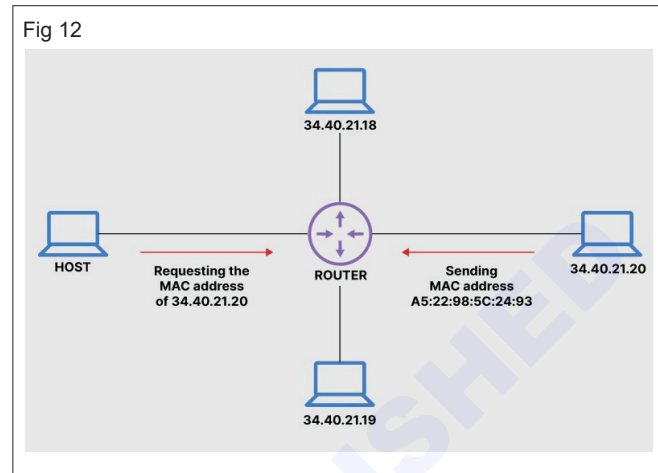 Fig 12
34.40.21.18
HOST
Requesting the
MAC address
of 34.40.21.20
ROUTER
Sending
MAC address
A5:22:98:5C:24:93
34.40.21.20
34.40.21.19